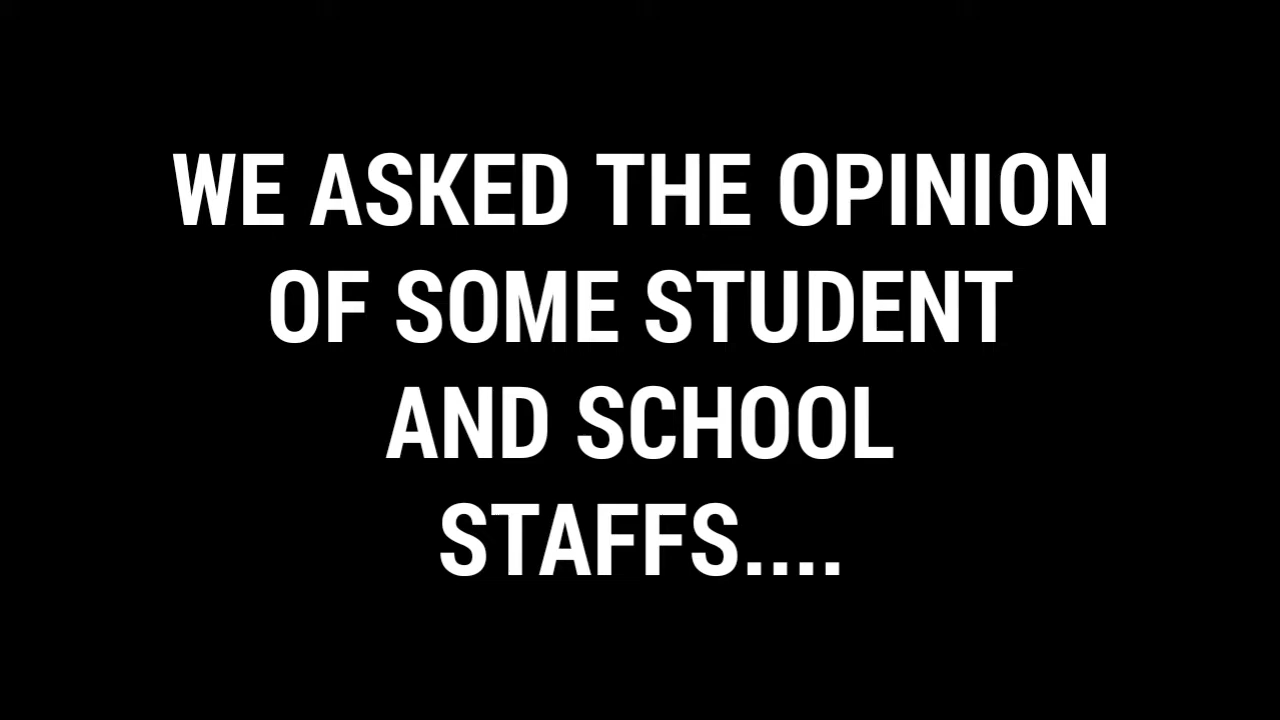 WE ASKED THE OPINION
OF SOME STUDENT
AND SCHOOL
STAFFS....